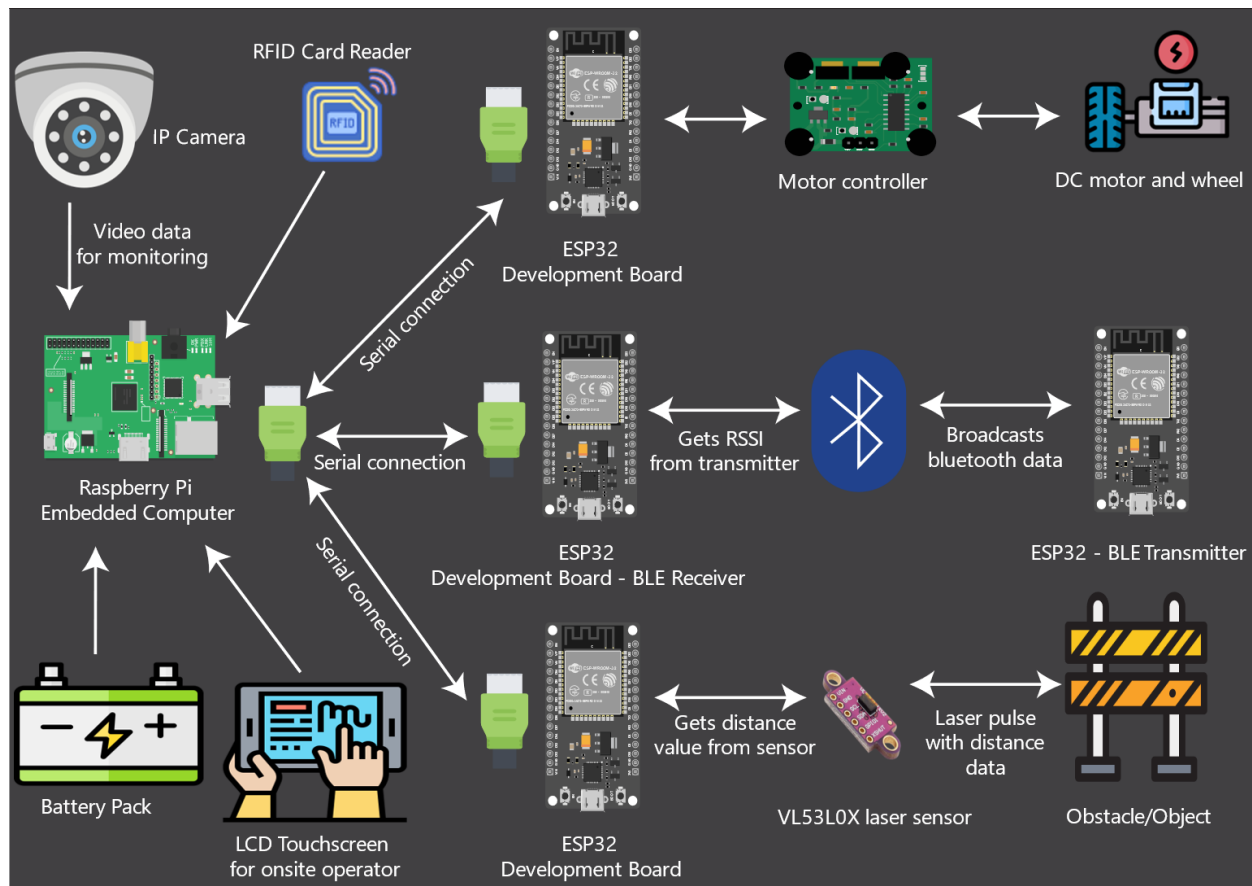 RFID Card Reader
RFID
IP Camera
Video data
for monitoring
Motor controller
DC motor and wheel
ESP32
Development Board
Serial connection
Serial connection
Serial connection
Gets RSSI
from transmitter
Broadcasts
bluetooth data
Raspberry Pi
Embedded Computer
ESP32
Development Board - BLE Receiver
ESP32 - BLE Transmitter
Gets distance
value from sensor
Laser pulse
with distance
data
Battery Pack
LCD Touchscreen
for onsite operator
ESP32
Development Board
VL53L0X laser sensor
Obstacle/Object